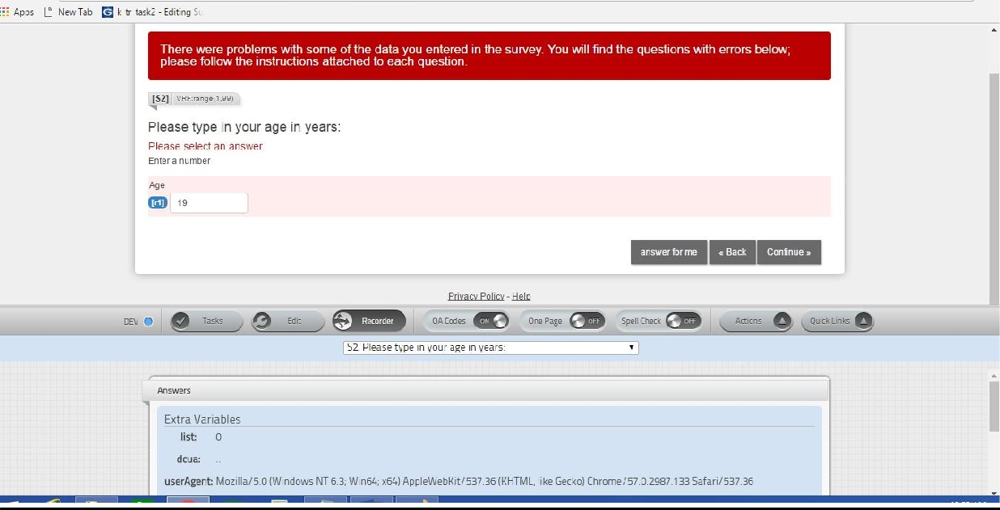 Apps New Tab k tr task2 - Editing Su
There were problems with some of the data you entered in the survey. You will find the questions with errors below;
please follow the instructions attached to each question.
[S2] VRF:range(1,99)
Please type in your age in years:
Please select an answer
Enter a number
Age
[r1] 19
answer for me « Back Continue »
Privacy Policy - Help
DEV Tasks Edit Recorder QA Codes ON One Page OFF Spell Check OFF Actions Quick Links
S2. Please type in your age in years:
Answers
Extra Variables
list: 0
dcua: ..
userAgent: Mozilla/5.0 (Windows NT 6.3; Win64; x64) AppleWebKit/537.36 (KHTML, like Gecko) Chrome/57.0.2987.133 Safari/537.36